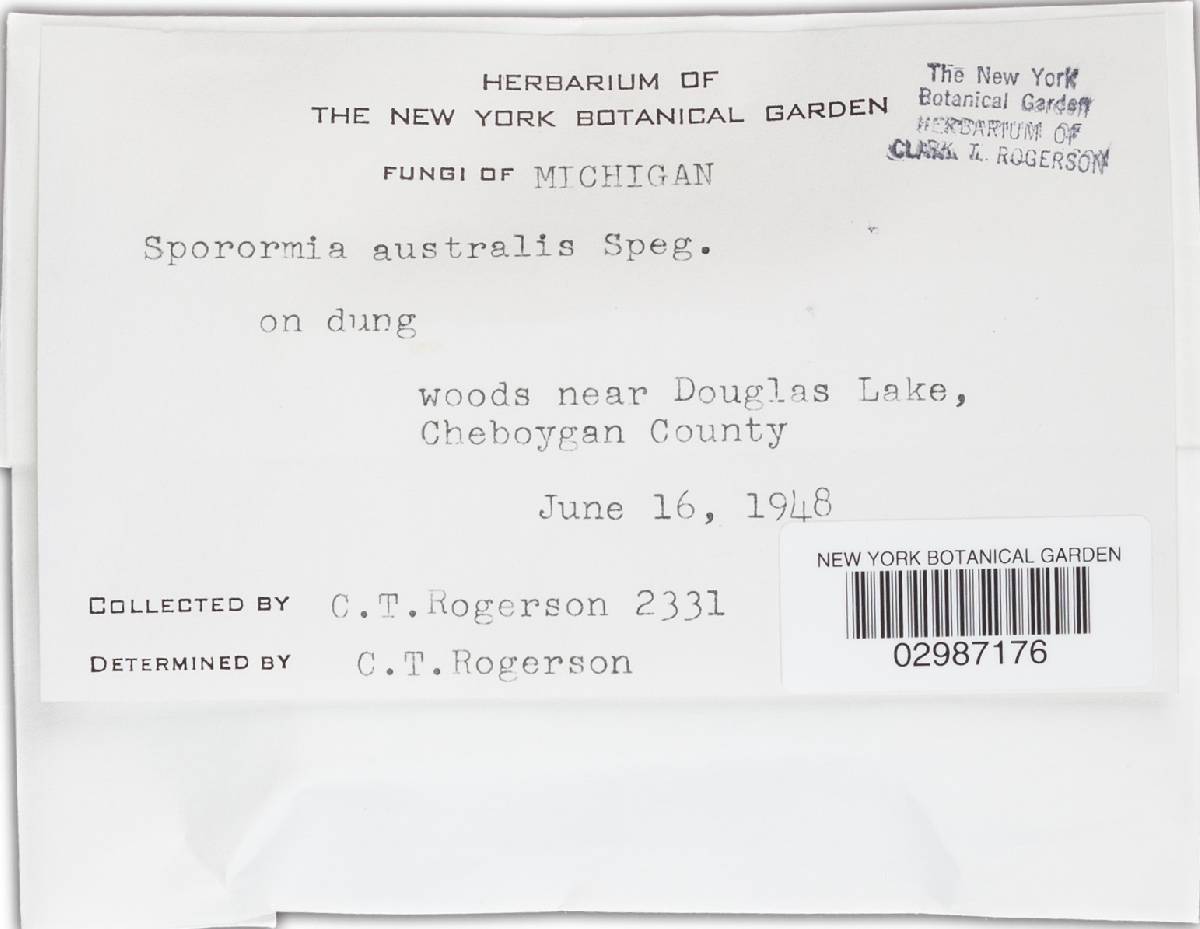 HERBARIUM OF
THE NEW YORK BOTANICAL GARDEN
The New York
Botanical Garden
HERBARIUM OF
CLARK T. ROGERSON
FUNGI OF MICHIGAN
Sporormia australis Speg.
on dung
woods near Douglas Lake,
Cheboygan County
June 16, 1948
COLLECTED BY C.T.Rogerson 2331
DETERMINED BY C.T.Rogerson
NEW YORK BOTANICAL GARDEN
02987176